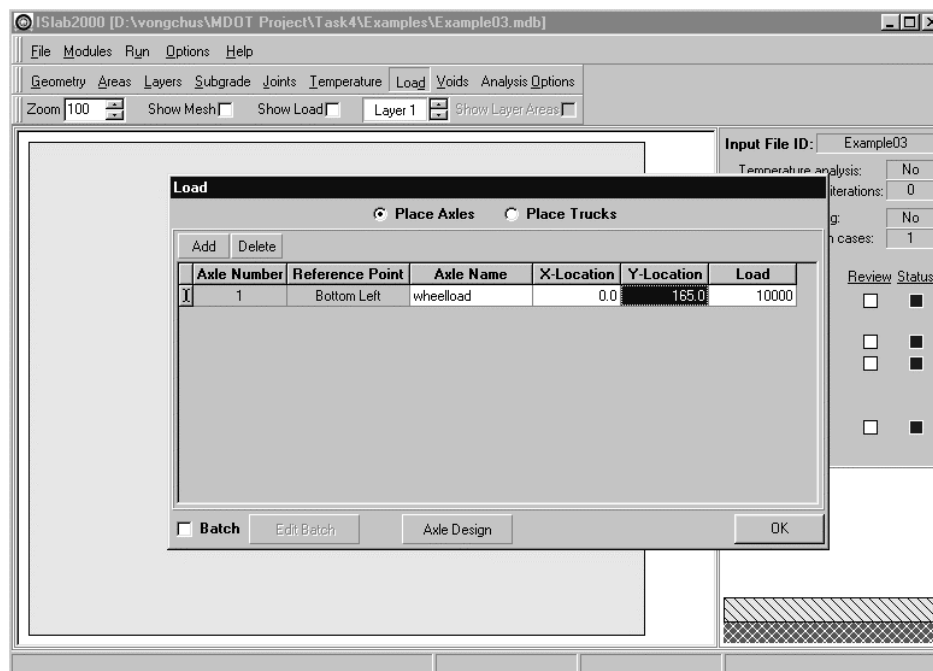 ISlab2000 [D:\vongchus\MDOT Project\Task4\Examples\Example03.mdb]
File Modules Run Options Help
Geometry Areas Layers Subgrade Joints Temperature Load Voids Analysis Options
Zoom 100 Show Mesh Show Load Layer 1 Show Layer Areas
Input File ID: Example03
Temperature analysis: No
iterations: 0
g: No
n cases: 1
Review Status
Load
Place Axles Place Trucks
Add Delete
Axle Number Reference Point Axle Name X-Location Y-Location Load
1 Bottom Left wheelload 0.0 165.0 10000
Batch Edit Batch Axle Design OK